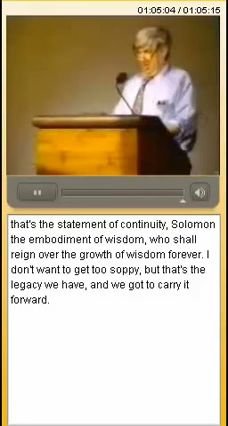 01:05:04 / 01:05:15
that's the statement of continuity, Solomon
the embodiment of wisdom, who shall
reign over the growth of wisdom forever. I
don't want to get too soppy, but that's the
legacy we have, and we got to carry it
forward.